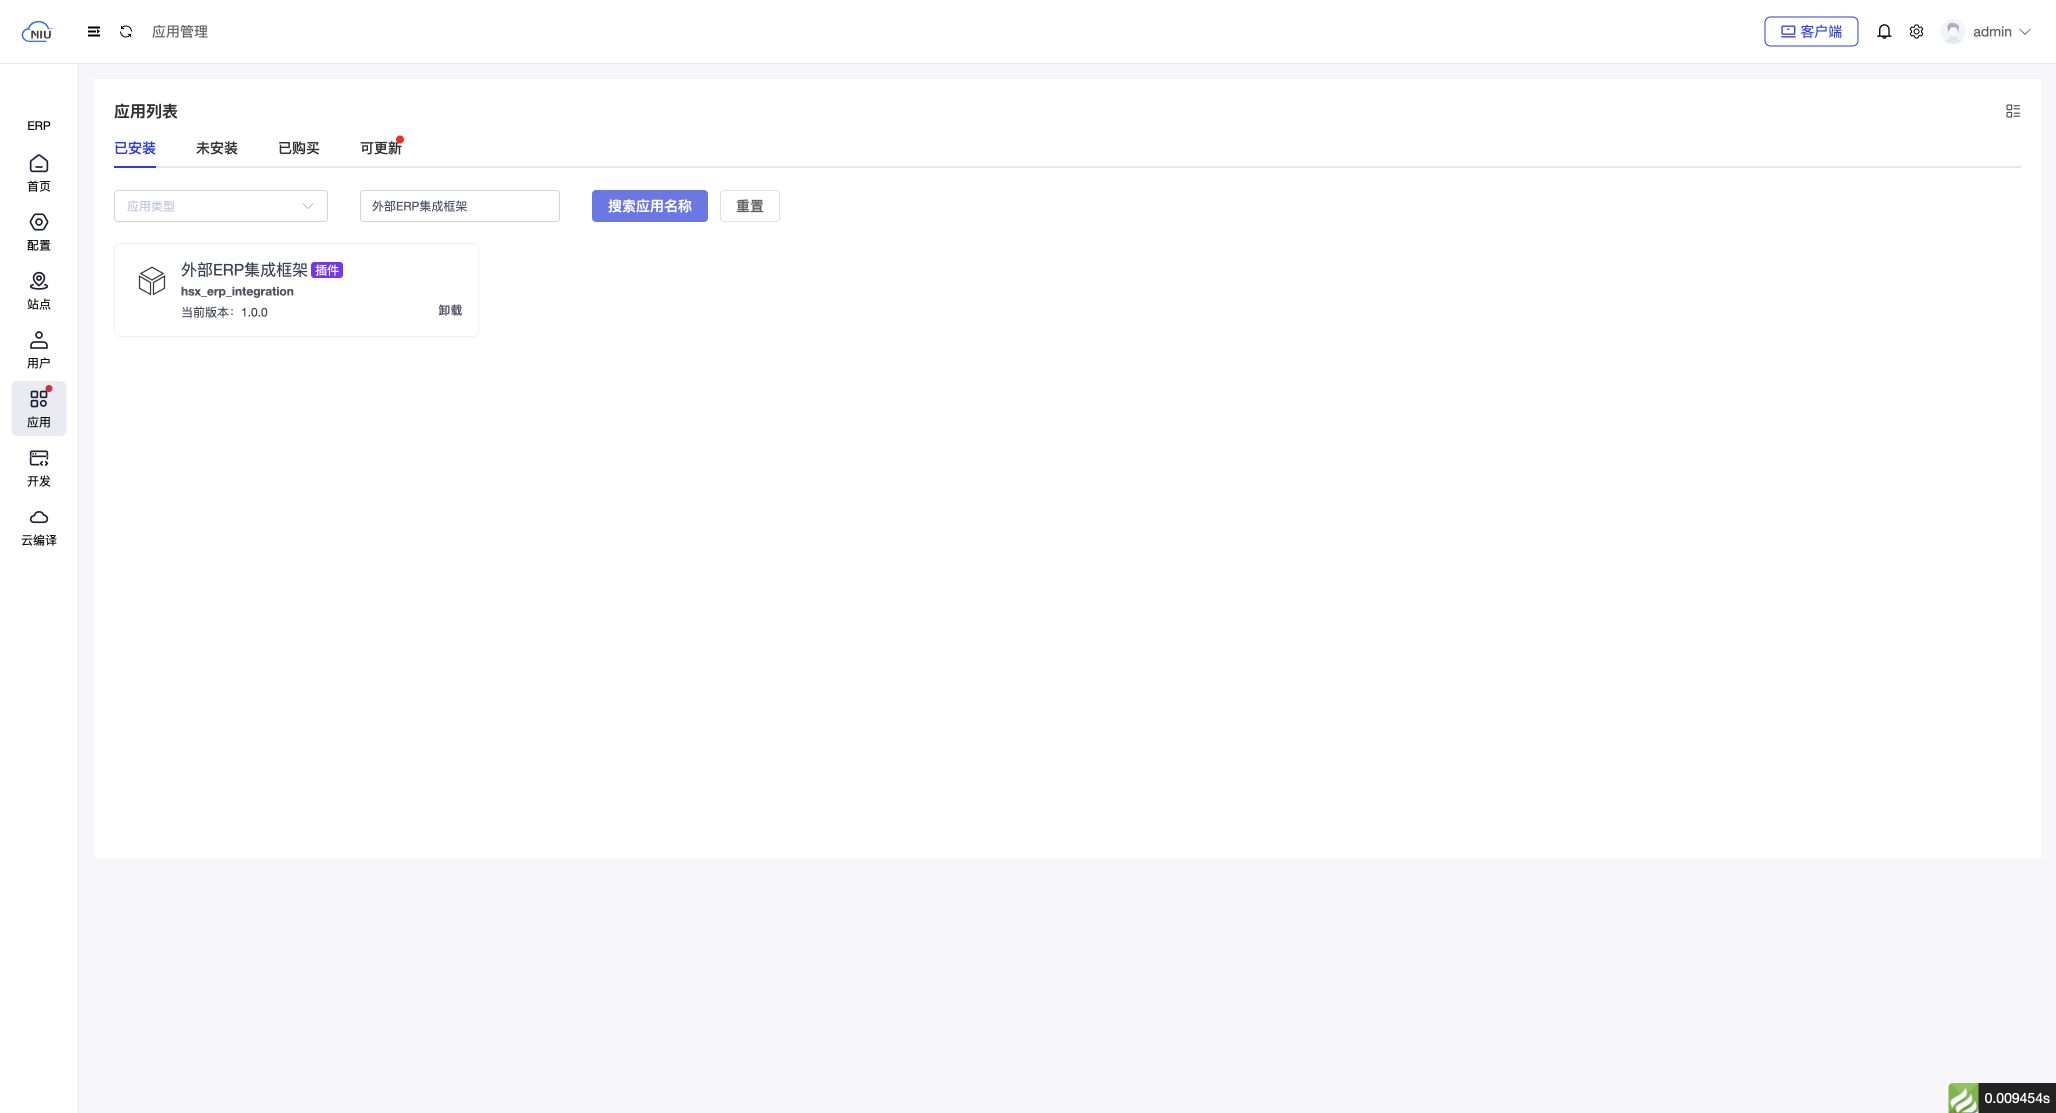 NIU
应用管理
客户端
admin
ERP
首页
配置
站点
用户
应用
开发
云编译
应用列表
已安装
未安装
已购买
可更新
应用类型
外部ERP集成框架
搜索应用名称
重置
外部ERP集成框架 插件
hsx_erp_integration
当前版本：1.0.0
卸载
0.009454s